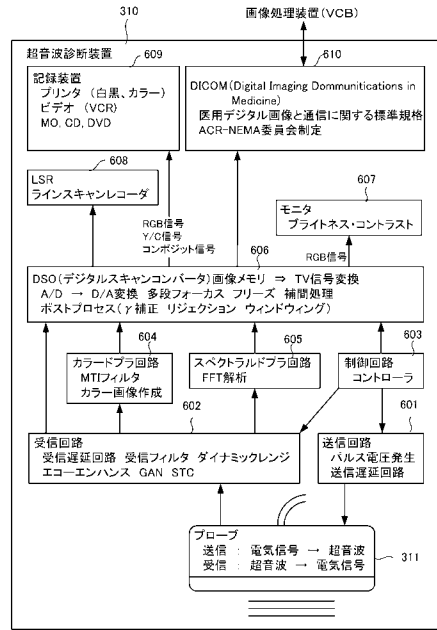 画像処理装置(VCB)
310
超音波診断装置
609
記録装置
プリンタ (白黒、カラー)
ビデオ (VCR)
MO, CD, DVD
610
DICOM(Digital Imaging Dommunitications in
Medicine)
医用デジタル画像と通信に関する標準規格
ACR-NEMA委員会制定
608
LSR
ラインスキャンレコーダ
607
モニタ
ブライトネス・コントラスト
RGB信号
Y/C信号
コンポジット信号
606
RGB信号
DSO(デジタルスキャンコンバータ)画像メモリ ⇒ TV信号変換
A/D → D/A変換 多段フォーカス フリーズ 補間処理
ポストプロセス(γ補正 リジェクション ウィンドウィング)
604
カラードプラ回路
MTIフィルタ
カラー画像作成
605
スペクトラルドプラ回路
FFT解析
603
制御回路
コントローラ
602
受信回路
受信遅延回路 受信フィルタ ダイナミックレンジ
エコーエンハンス GAN STC
601
送信回路
パルス電圧発生
送信遅延回路
プローブ
送信 : 電気信号 → 超音波
受信 : 超音波 → 電気信号
311